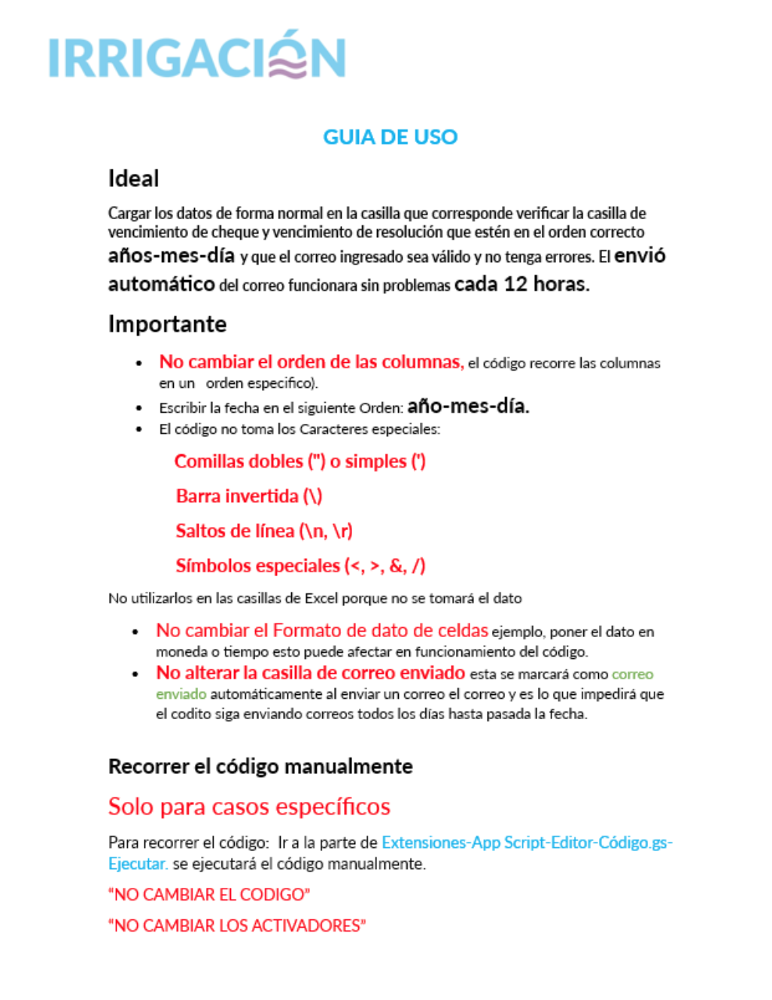 IRRIGACIÓN
GUIA DE USO
Ideal
Cargar los datos de forma normal en la casilla que corresponde verificar la casilla de
vencimiento de cheque y vencimiento de resolución que estén en el orden correcto
años-mes-día y que el correo ingresado sea válido y no tenga errores. El envió
automático del correo funcionara sin problemas cada 12 horas.
Importante
• No cambiar el orden de las columnas, el código recorre las columnas
en un orden especifico).
• Escribir la fecha en el siguiente Orden: año-mes-día.
• El código no toma los Caracteres especiales:
Comillas dobles (") o simples (')
Barra invertida (\)
Saltos de línea (\n, \r)
Símbolos especiales (<, >, &, /)
No utilizarlos en las casillas de Excel porque no se tomará el dato
• No cambiar el Formato de dato de celdas ejemplo, poner el dato en
moneda o tiempo esto puede afectar en funcionamiento del código.
• No alterar la casilla de correo enviado esta se marcará como correo
enviado automáticamente al enviar un correo el correo y es lo que impedirá que
el codito siga enviando correos todos los días hasta pasada la fecha.
Recorrer el código manualmente
Solo para casos específicos
Para recorrer el código: Ir a la parte de Extensiones-App Script-Editor-Código.gs-
Ejecutar. se ejecutará el código manualmente.
“NO CAMBIAR EL CODIGO”
“NO CAMBIAR LOS ACTIVADORES”